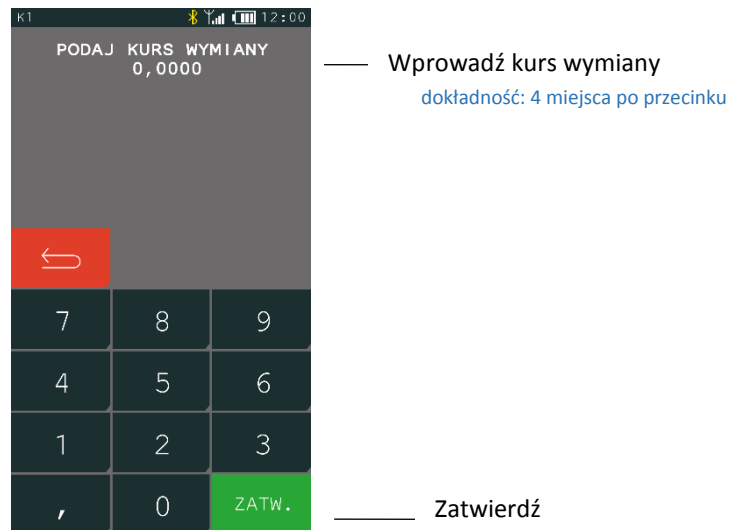 K1 12:00
PODAJ KURS WYMIANY
0,0000
Wprowadź kurs wymiany
dokładność: 4 miejsca po przecinku
7 8 9
4 5 6
1 2 3
, 0 ZATW.
Zatwierdź